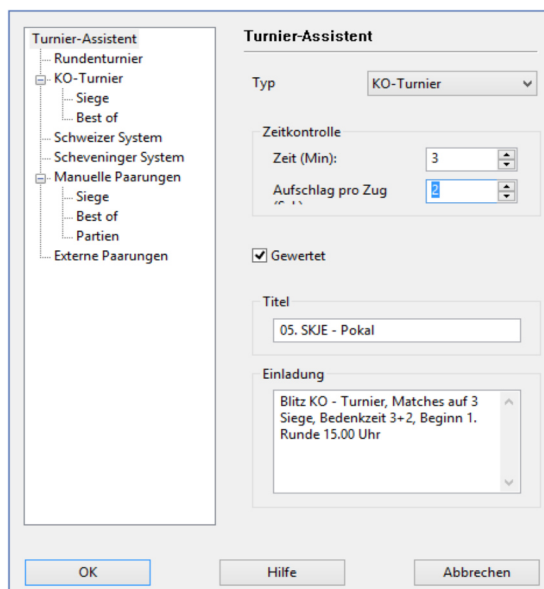 Turnier-Assistent
Rundenturnier
KO-Turnier
Siege
Best of
Schweizer System
Scheveninger System
Manuelle Paarungen
Siege
Best of
Partien
Externe Paarungen
Turnier-Assistent
Typ KO-Turnier
Zeitkontrolle
Zeit (Min): 3
Aufschlag pro Zug 2
Gewertet
Titel
05. SKJE - Pokal
Einladung
Blitz KO - Turnier, Matches auf 3
Siege, Bedenkzeit 3+2, Beginn 1.
Runde 15.00 Uhr
OK Hilfe Abbrechen